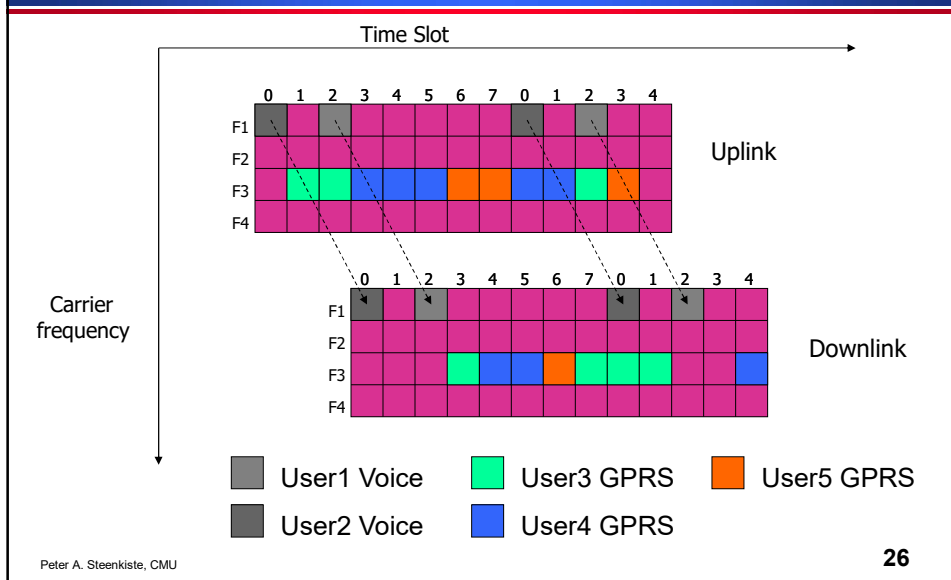 Time Slot
0 1 2 3 4 5 6 7 0 1 2 3 4
F1
F2
F3
F4
Uplink
Carrier
frequency
0 1 2 3 4 5 6 7 0 1 2 3 4
F1
F2
F3
F4
Downlink
User1 Voice User3 GPRS User5 GPRS
User2 Voice User4 GPRS
Peter A. Steenkiste, CMU 26